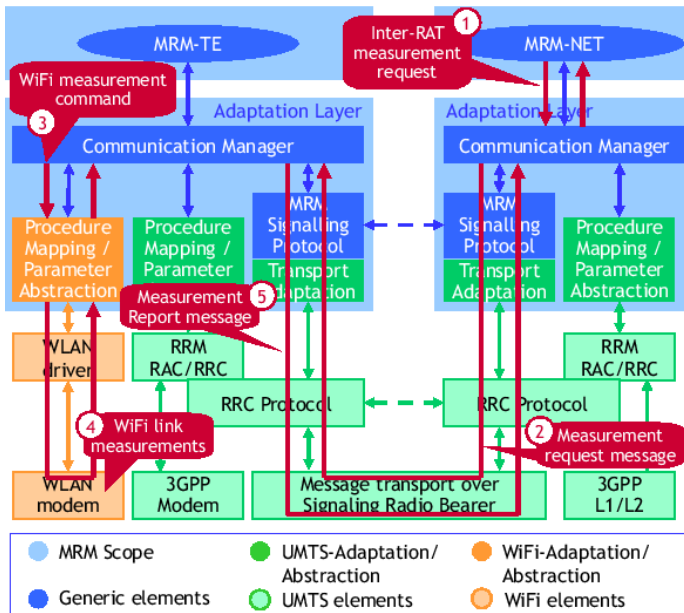 MRM-TE
1
Inter-RAT
measurement
request
MRM-NET
WiFi measurement
command
3
Adaptation Layer
Adaptation Layer
Communication Manager
Communication Manager
Procedure
Mapping /
Parameter
Abstraction
Procedure
Mapping /
Parameter
MRM
Signalling
Protocol
Transport
Adaptation
MRM
Signalling
Protocol
Transport
Adaptation
Procedure
Mapping /
Parameter
Abstraction
Measurement
Report message
5
WLAN
driver
RRM
RAC/RRC
RRM
RAC/RRC
RRC Protocol
RRC Protocol
4
WiFi link
measurements
2
Measurement
request message
WLAN
modem
3GPP
Modem
Message transport over
Signaling Radio Bearer
3GPP
L1/L2
MRM Scope
UMTS-Adaptation/
Abstraction
WiFi-Adaptation/
Abstraction
Generic elements
UMTS elements
WiFi elements